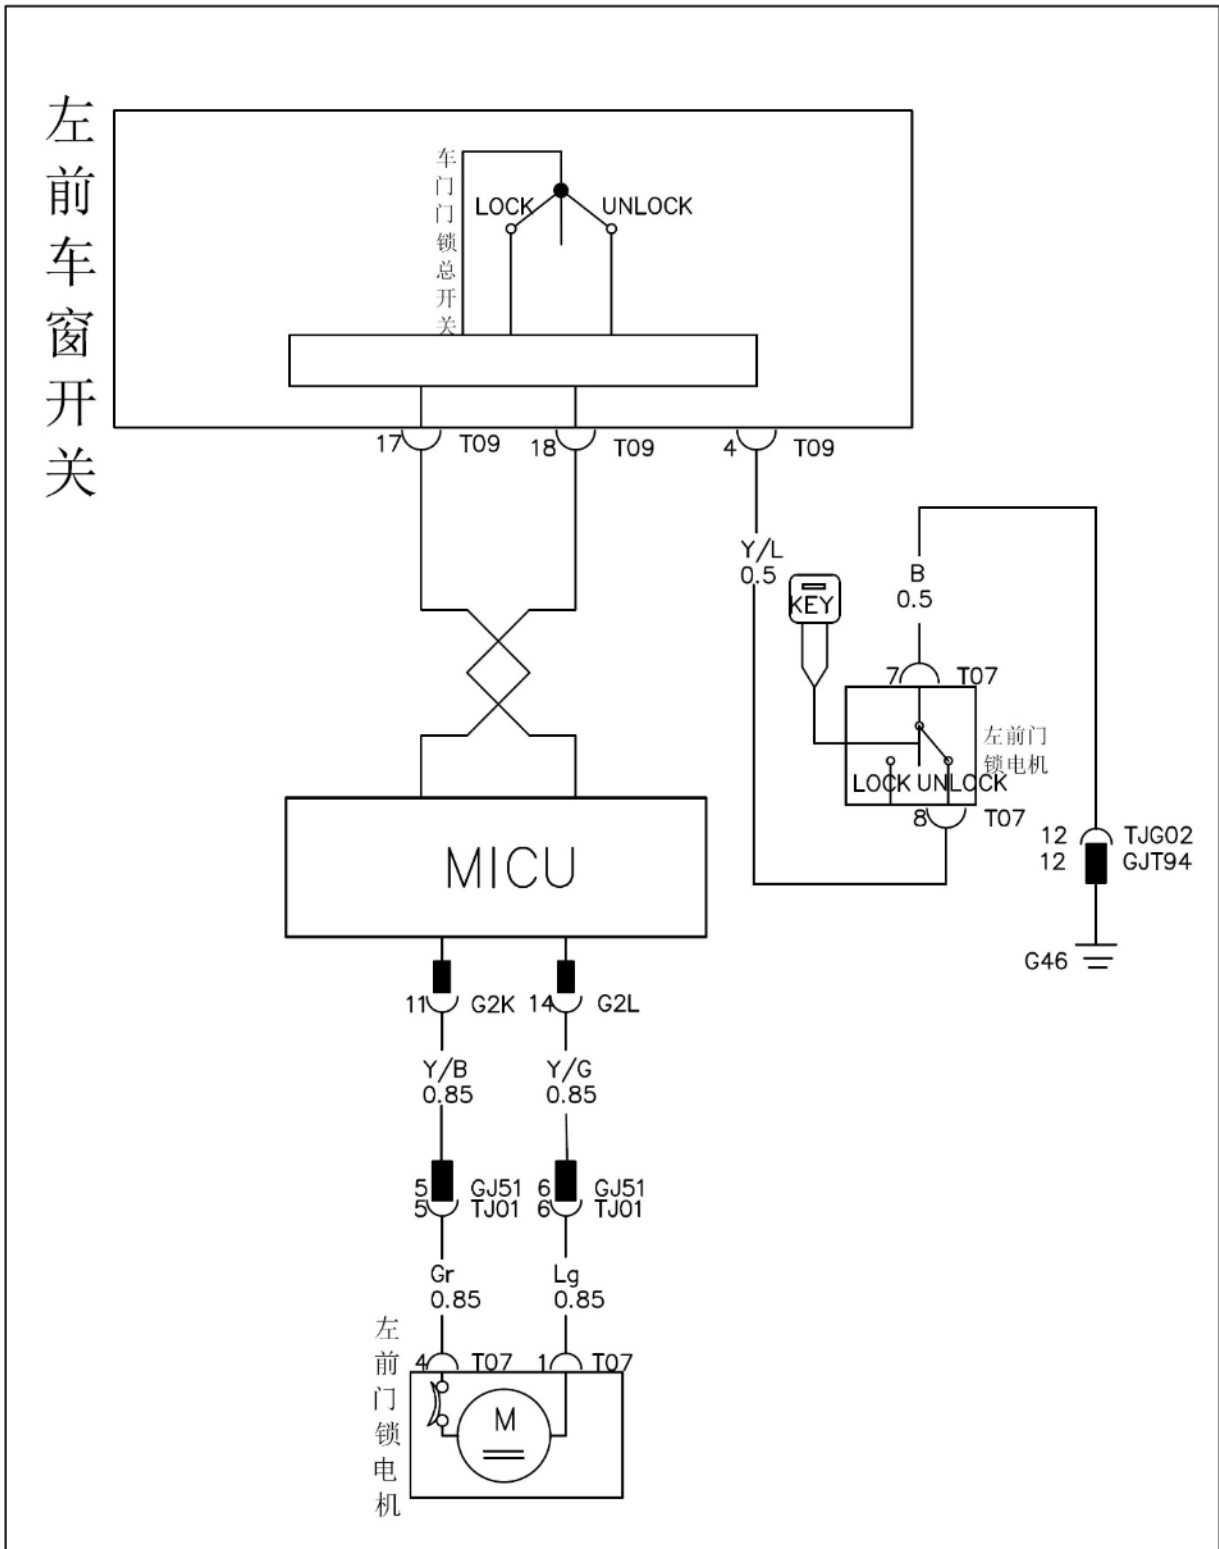 左前车窗开关
车门门锁总开关
LOCK
UNLOCK
17 T09
18 T09
4 T09
Y/L
0.5
KEY
B
0.5
7 T07
左前门
锁电机
LOCK UNLOCK
8 T07
12 TJG02
12 GJT94
G46
MICU
11 G2K
14 G2L
Y/B
0.85
Y/G
0.85
5 GJ51
5 TJ01
6 GJ51
6 TJ01
Gr
0.85
Lg
0.85
左前门锁电机
4 T07
1 T07
M